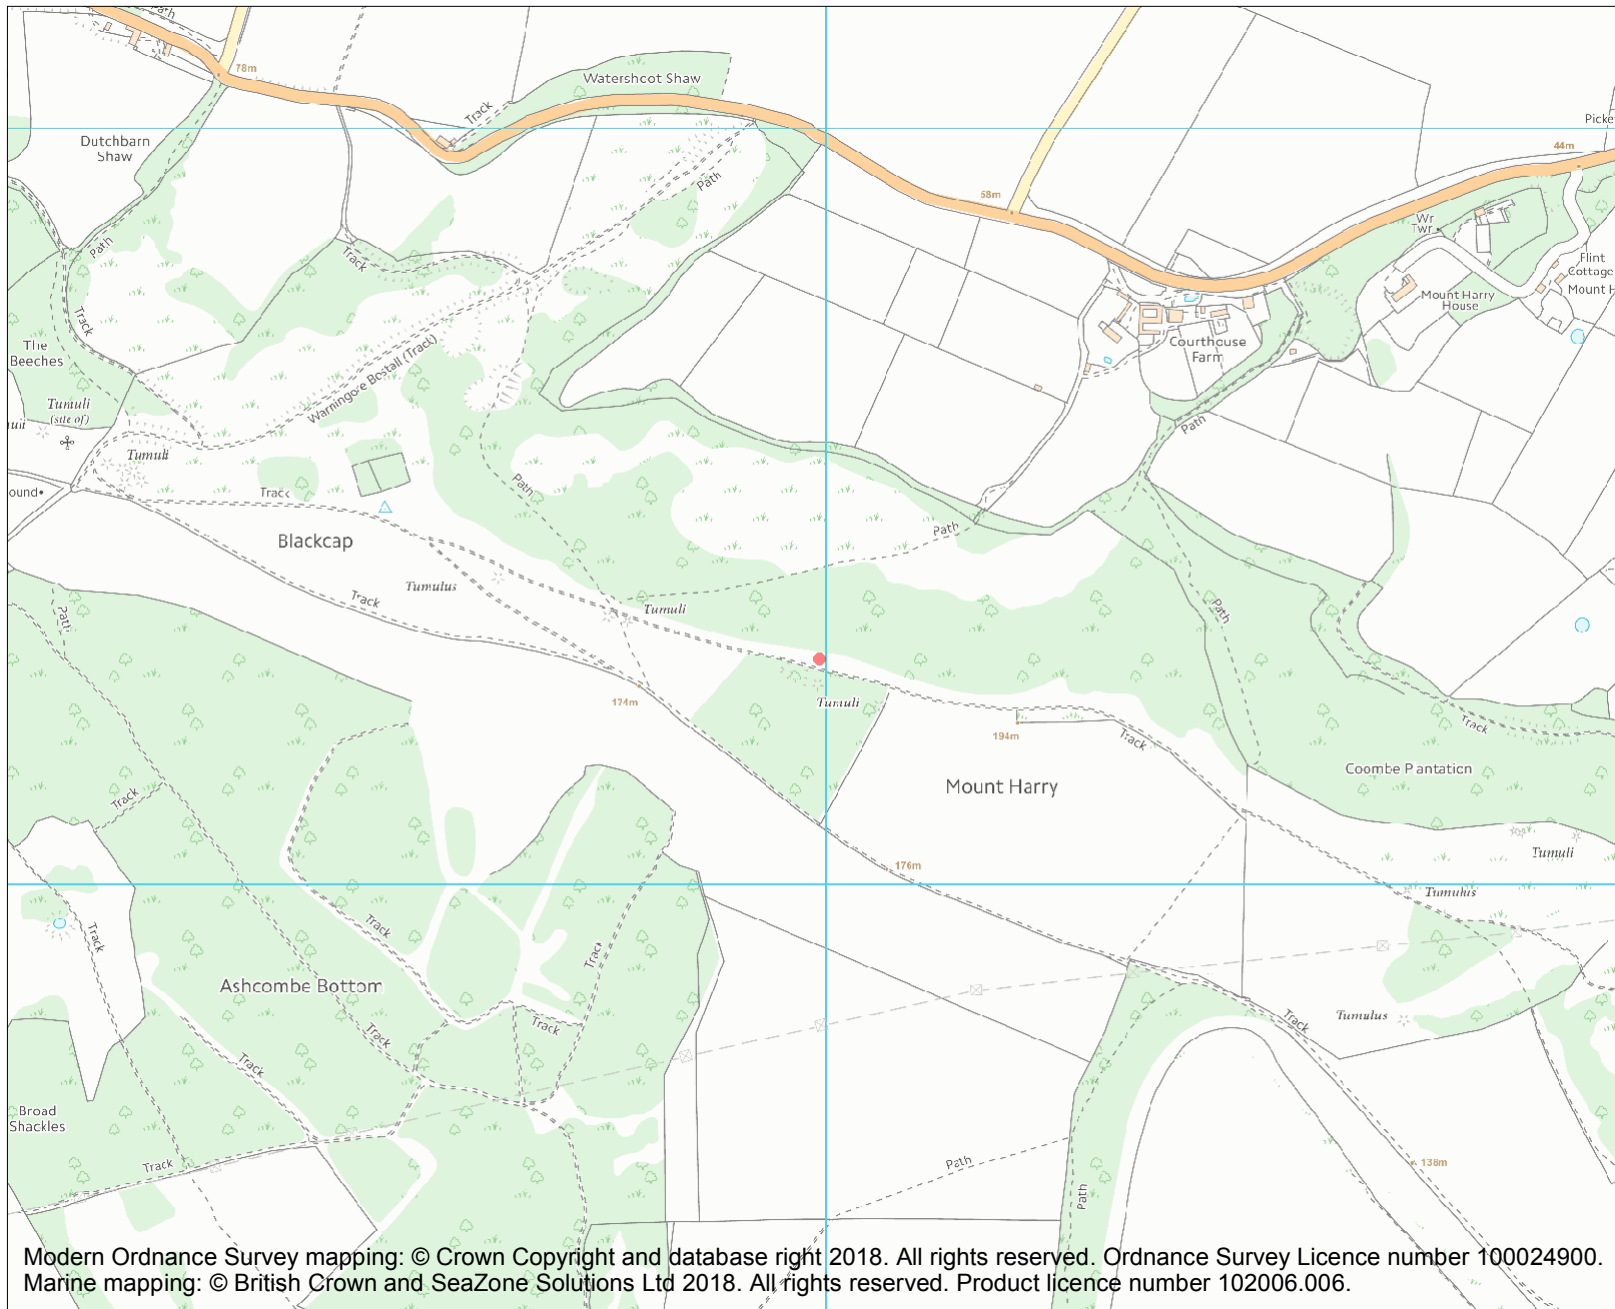 Path
78m
Watershcot Shaw
Track
Dutchbarn
Shaw
Path
44m
58m
Wr
Twr
Path
Track
Flint
Cottage
Mount Harry
House
Track
Courthouse
Farm
The
Beeches
Warningore Bostall (Track)
Tumuli
(site of)
Path
Tumuli
Track
Path
Path
Blackcap
Tumulus
Track
Tumuli
Path
Path
174m
Tumuli
194m
Track
Track
Coombe Plantation
Mount Harry
Track
Tumuli
176m
Tumulus
Track
Track
Track
Ashcombe Bottom
Tumulus
Track
Track
Track
Track
Broad
Shackles
Track
Path
138m
Path
Modern Ordnance Survey mapping: © Crown Copyright and database right 2018. All rights reserved. Ordnance Survey Licence number 100024900.
Marine mapping: © British Crown and SeaZone Solutions Ltd 2018. All rights reserved. Product licence number 102006.006.